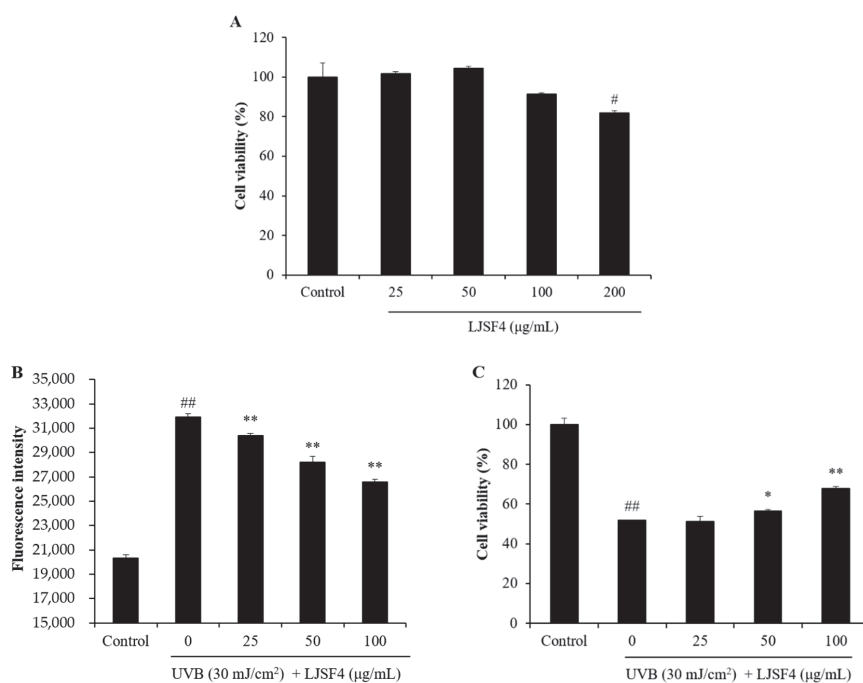 A
120
100
80
60
40
20
0
Cell viability (%)
#
Control 25 50 100 200
LJSF4 (μg/mL)
B
35,000
33,000
31,000
29,000
27,000
25,000
23,000
21,000
19,000
17,000
15,000
Fluorescence intensity
## ** ** **
Control 0 25 50 100
UVB (30 mJ/cm²) + LJSF4 (μg/mL)
C
120
100
80
60
40
20
0
Cell viability (%)
## * **
Control 0 25 50 100
UVB (30 mJ/cm²) + LJSF4 (μg/mL)